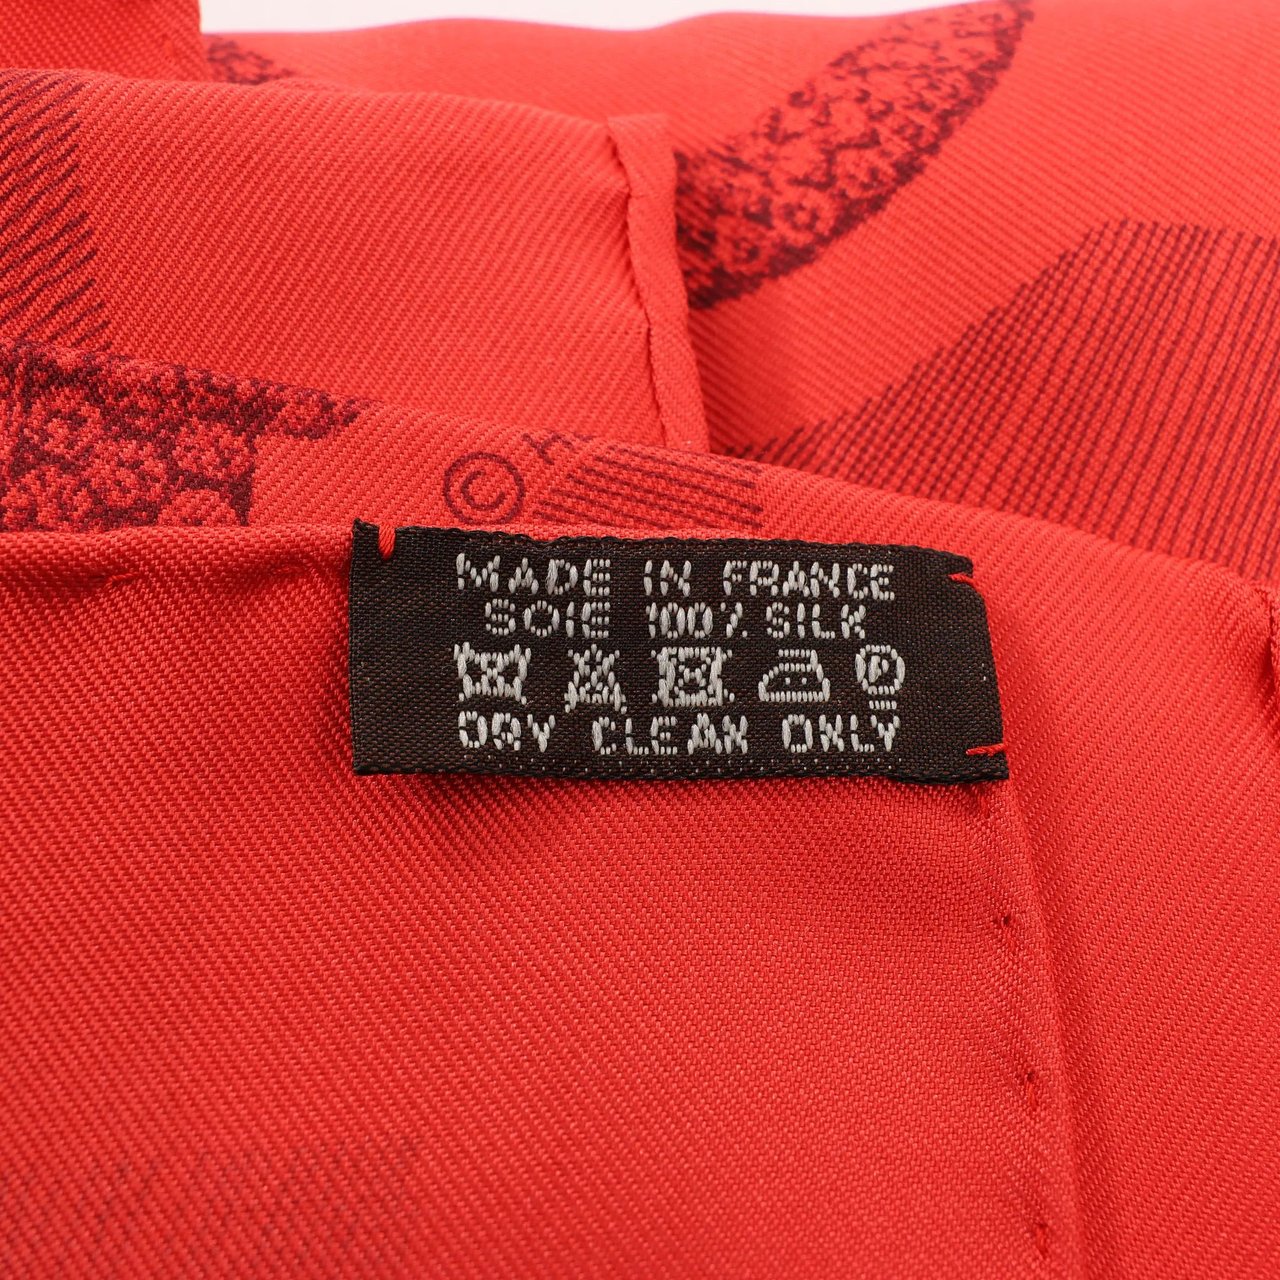 © H
MADE IN FRANCE
SOIE 100% SILK
P
DRY CLEAN ONLY